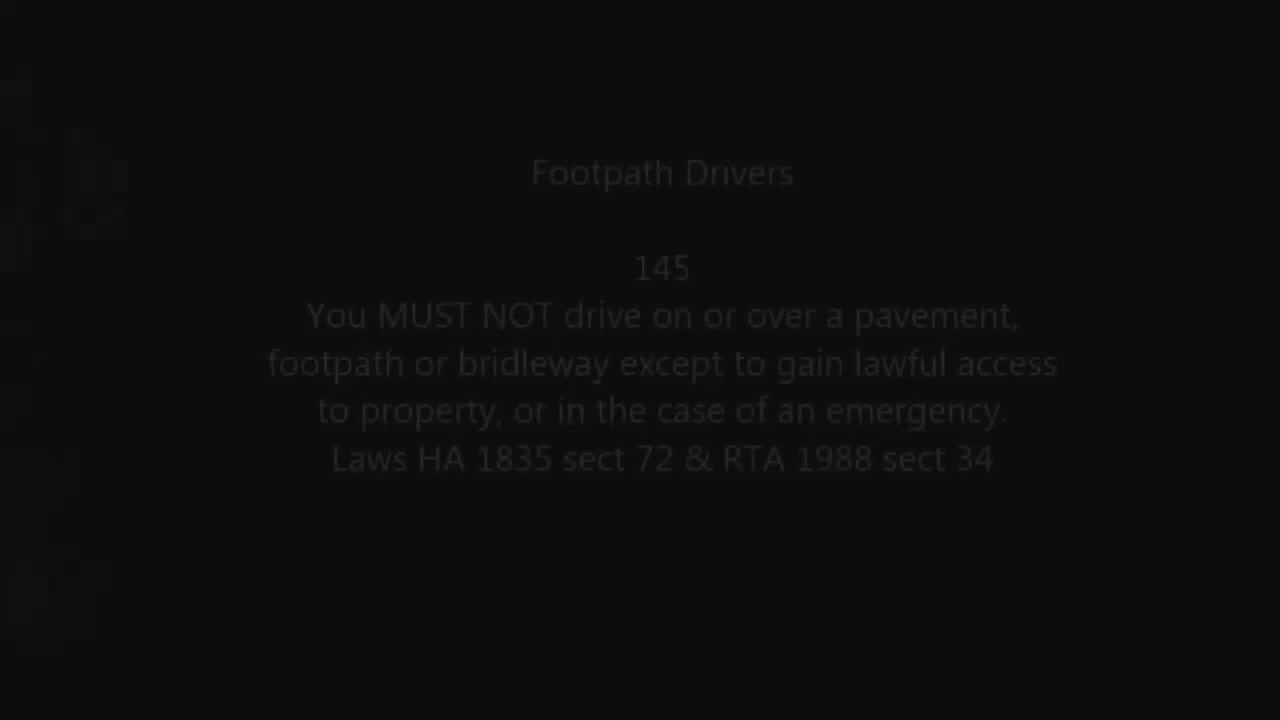 Footpath Drivers
145
You MUST NOT drive on or over a pavement,
footpath or bridleway except to gain lawful access
to property, or in the case of an emergency.
Laws HA 1835 sect 72 & RTA 1988 sect 34